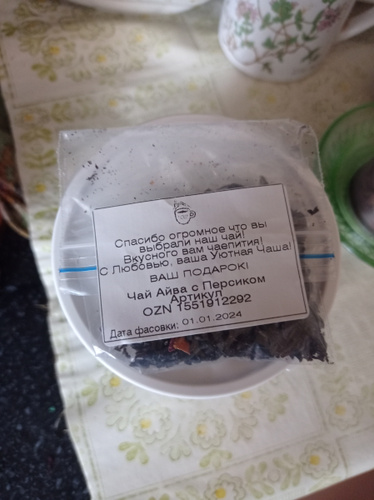 Спасибо огромное что вы
выбрали наш чай!
Вкусного вам чаепития!
С Любовью, ваша Уютная Чаша!
ВАШ ПОДАРОК!
Чай Айва с Персиком
Артикул
OZN 1551912292
Дата фасовки: 01.01.2024